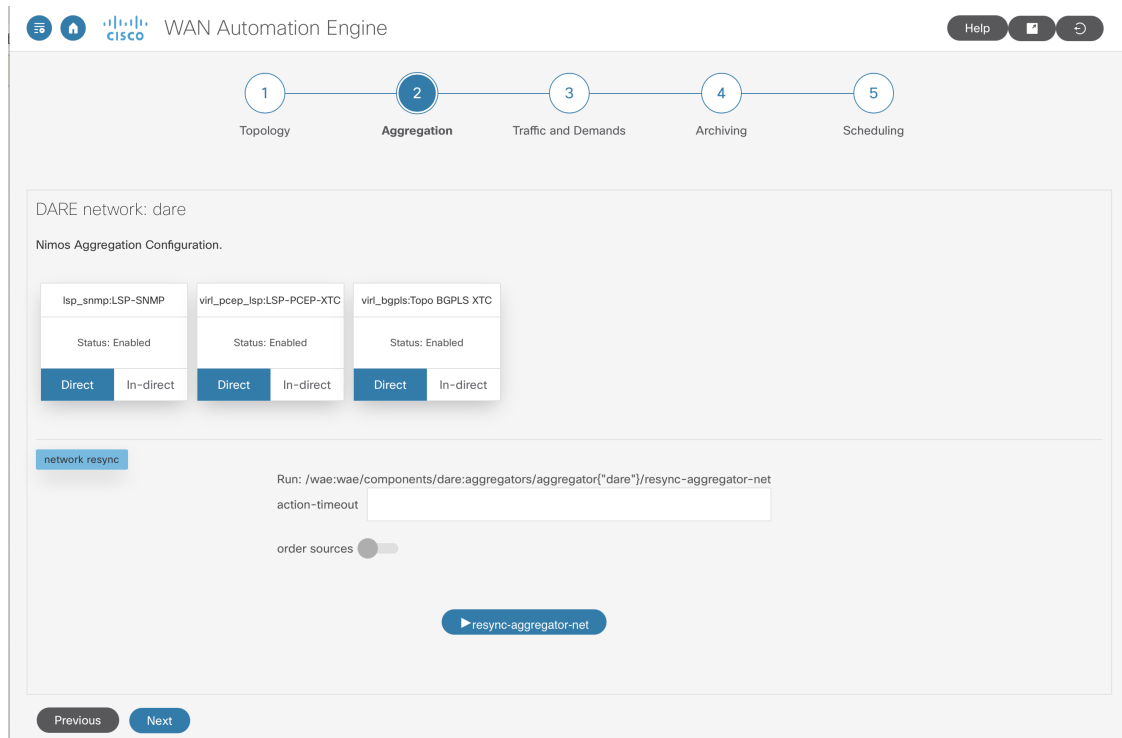 CISCO WAN Automation Engine Help
1 2 3 4 5
Topology Aggregation Traffic and Demands Archiving Scheduling
DARE network: dare
Nimos Aggregation Configuration.
lsp_snmp:LSP-SNMP virl_pcep_lsp:LSP-PCEP-XTC virl_bgpls:Topo BGPLS XTC
Status: Enabled Status: Enabled Status: Enabled
Direct In-direct Direct In-direct Direct In-direct
network resync
Run: /wae:wae/components/dare:aggregators/aggregator{"dare"}/resync-aggregator-net
action-timeout
order sources
resync-aggregator-net
Previous Next